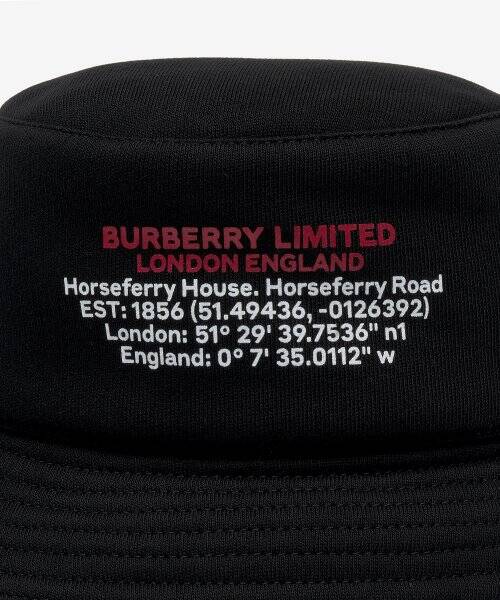 BURBERRY LIMITED
LONDON ENGLAND
Horseferry House. Horseferry Road
EST: 1856 (51.49436, -0126392)
London: 51° 29' 39.7536" n1
England: 0° 7' 35.0112" w